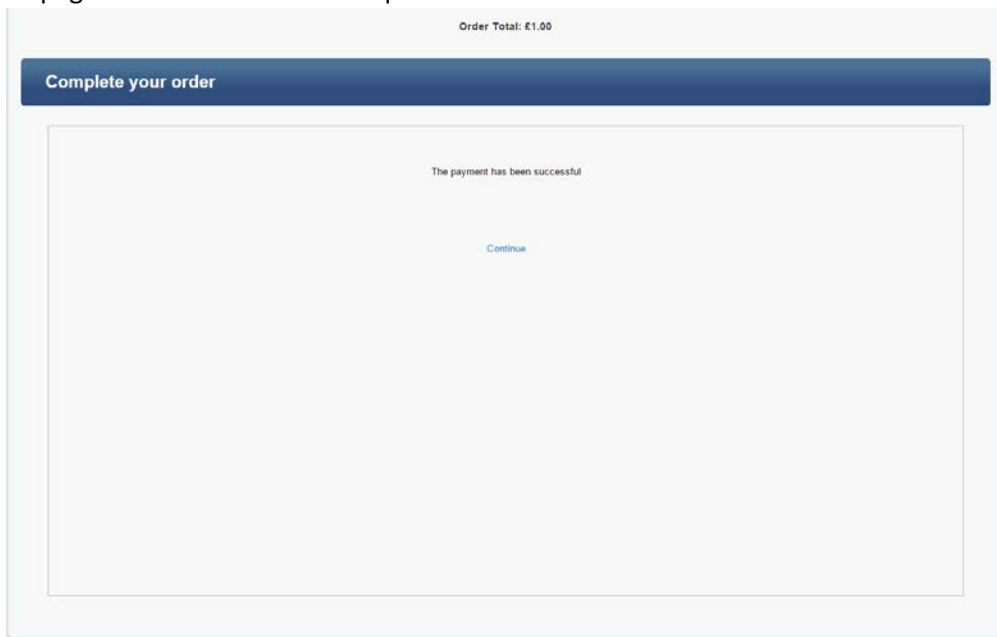 Order Total: £1.00
Complete your order
The payment has been successful
Continue